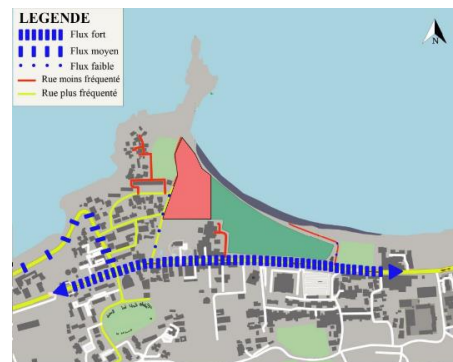 LEGENDE
Flux fort
Flux moyen
Flux faible
Rue moins fréquenté
Rue plus fréquenté
N